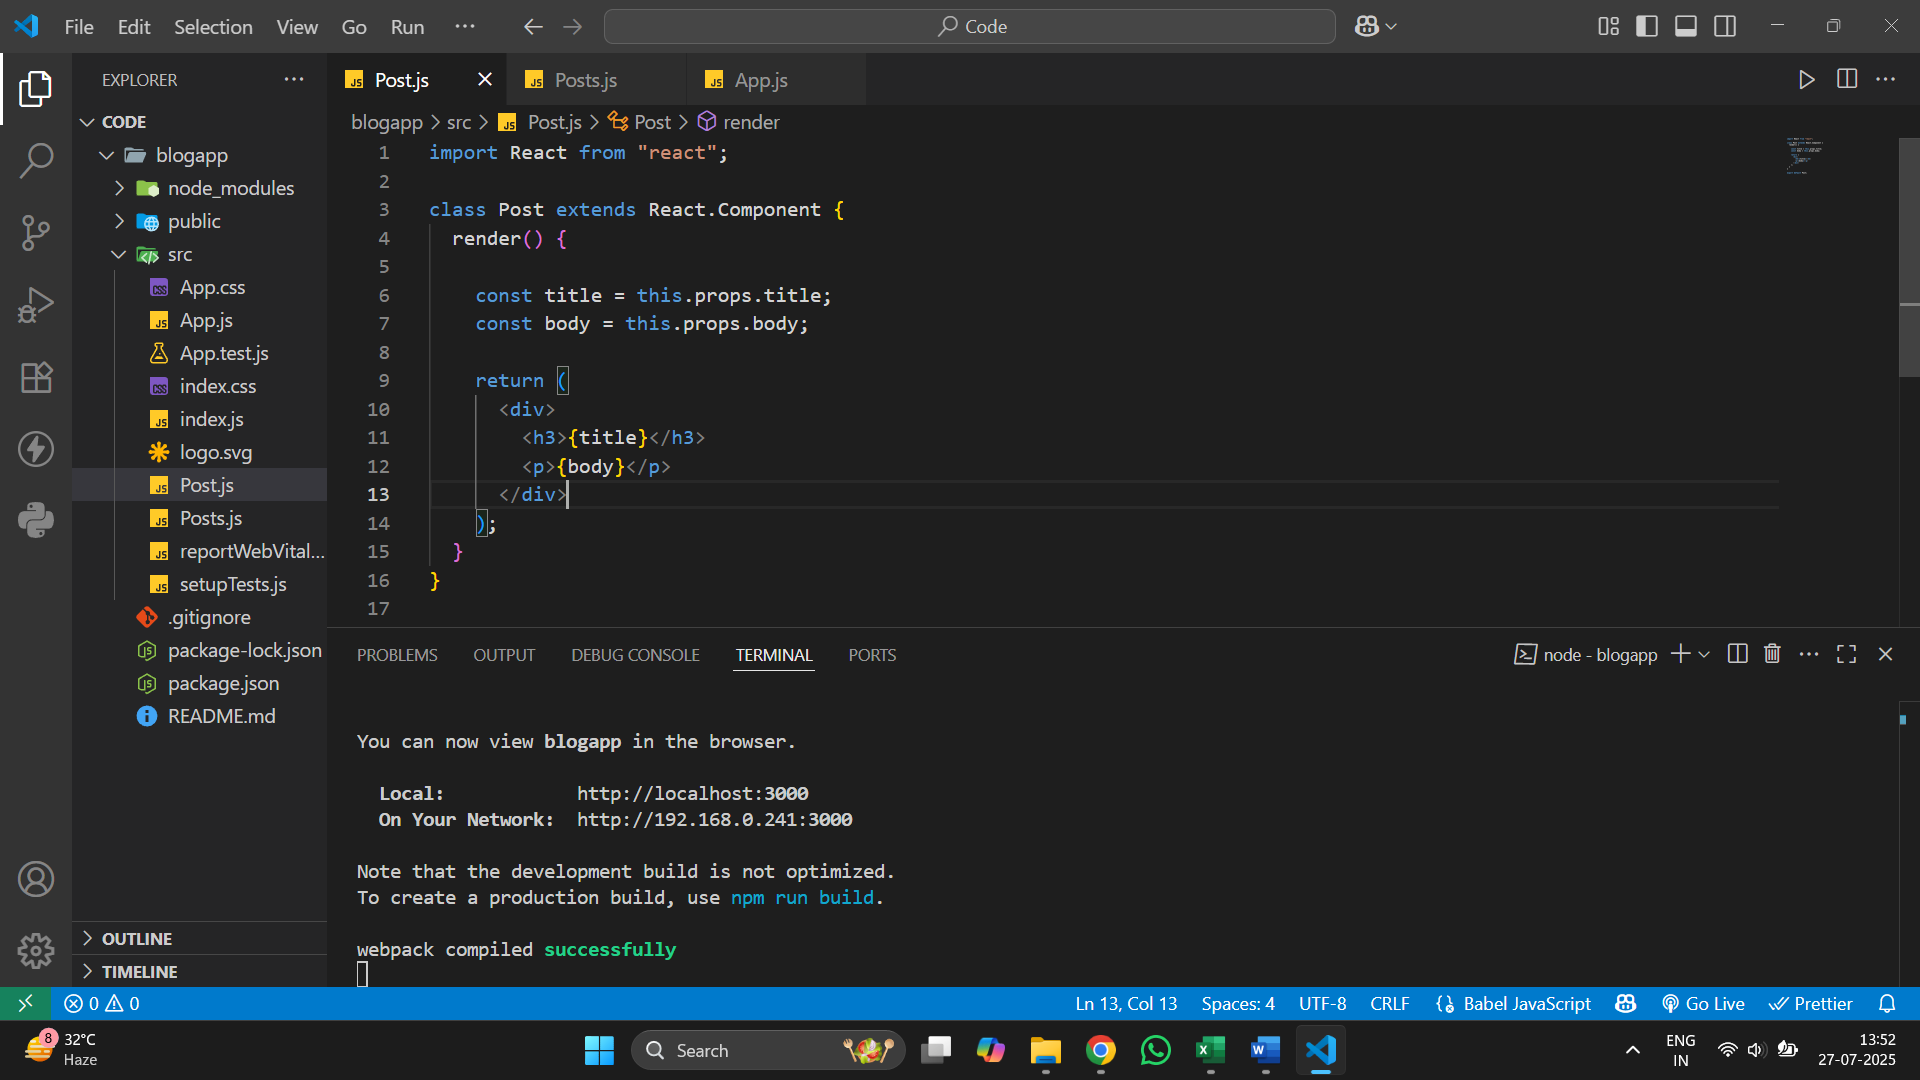 File Edit Selection View Go Run ··· Code
EXPLORER ···
CODE
blogapp
node_modules
public
src
App.css
App.js
App.test.js
index.css
index.js
logo.svg
Post.js
Posts.js
reportWebVital...
setupTests.js
.gitignore
package-lock.json
package.json
README.md
OUTLINE
TIMELINE
Post.js Posts.js App.js
blogapp > src > Post.js > Post > render
1 import React from "react";
2
3 class Post extends React.Component {
4 render() {
5
6 const title = this.props.title;
7 const body = this.props.body;
8
9 return (
10 <div>
11 <h3>{title}</h3>
12 <p>{body}</p>
13 </div>
14 );
15 }
16 }
17
PROBLEMS OUTPUT DEBUG CONSOLE TERMINAL PORTS node - blogapp
You can now view blogapp in the browser.
Local: http://localhost:3000
On Your Network: http://192.168.0.241:3000
Note that the development build is not optimized.
To create a production build, use npm run build.
webpack compiled successfully
0 0 Ln 13, Col 13 Spaces: 4 UTF-8 CRLF Babel JavaScript Go Live Prettier
8 32°C
Haze
Search
ENG
IN
13:52
27-07-2025